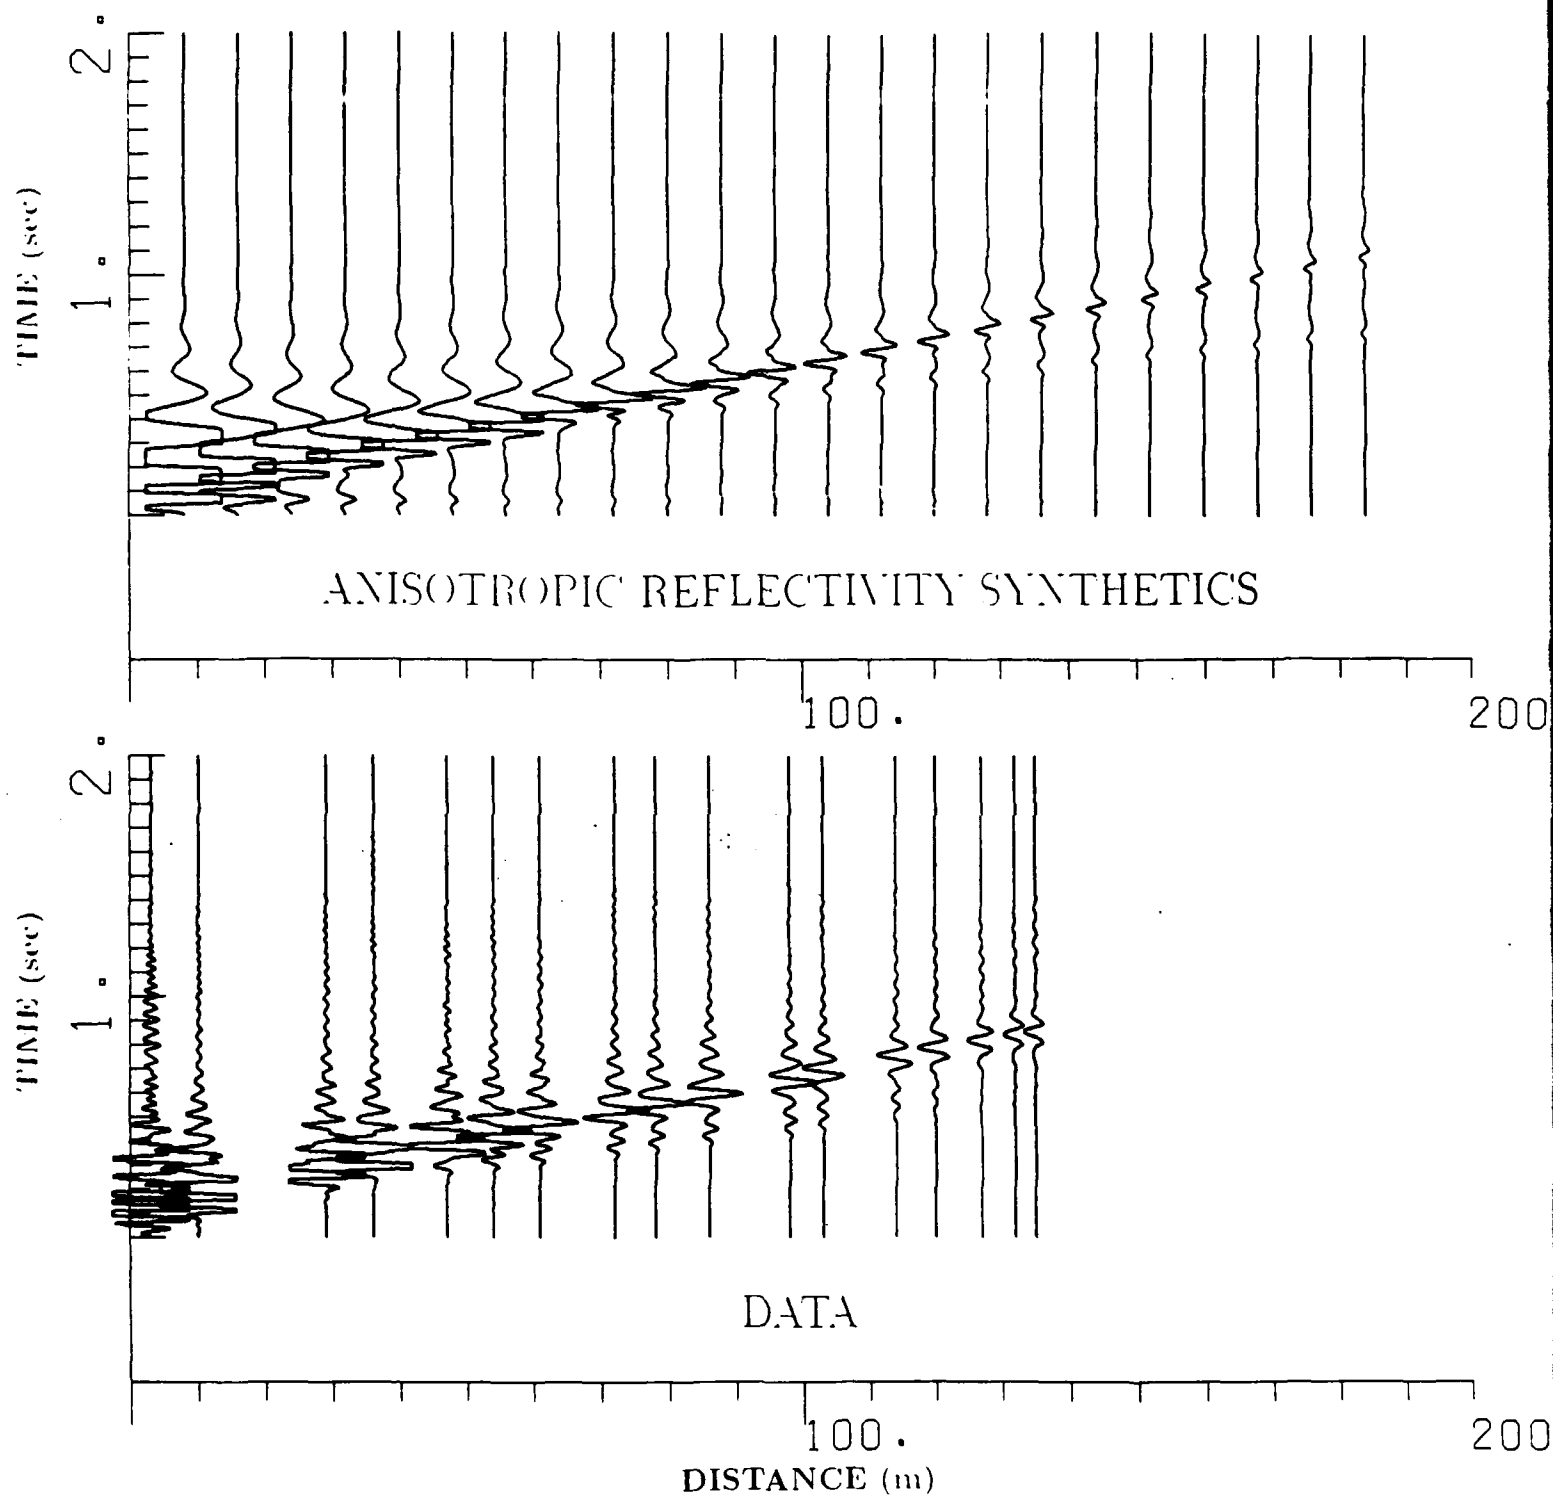 2.
1.
TIME (sec)
ANISOTROPIC REFLECTIVITY SYNTHETICS
100.
200
2.
1.
TIME (sec)
DATA
100.
200
DISTANCE (m)